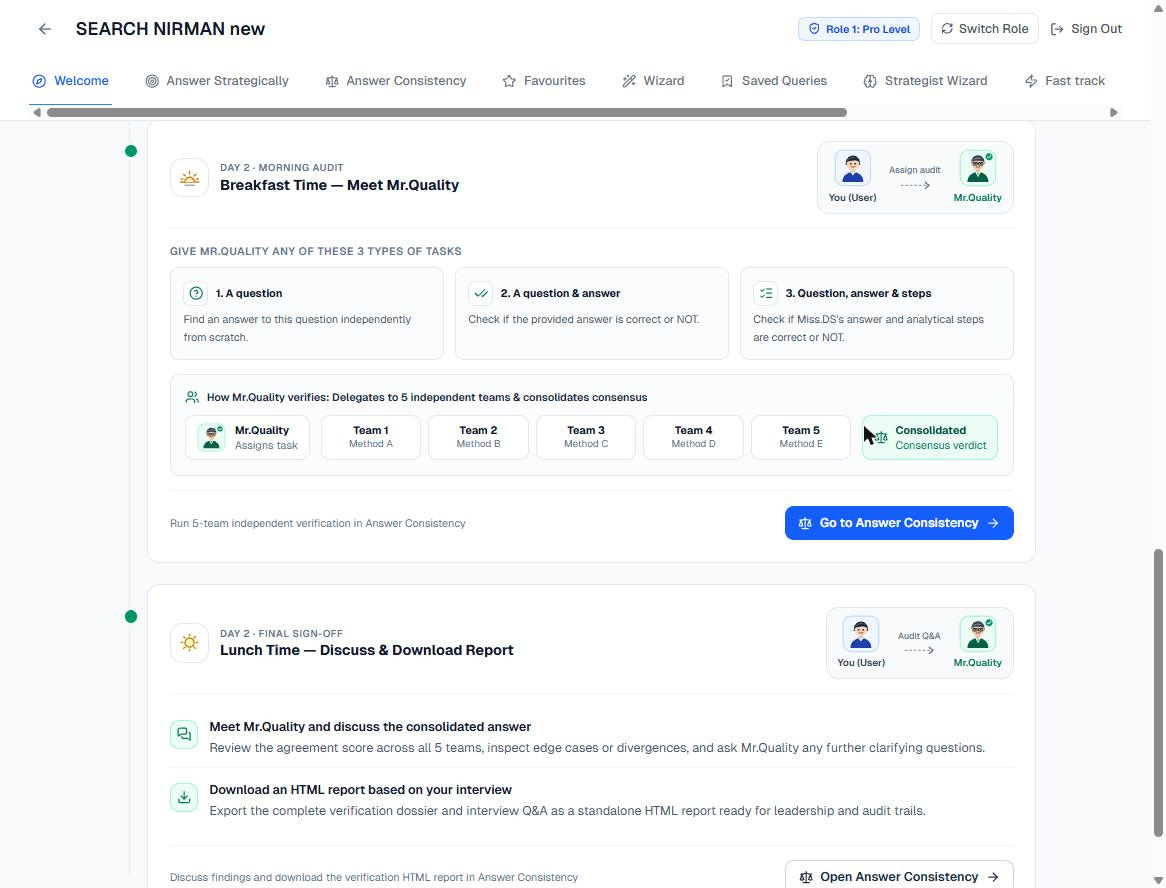 SEARCH NIRMAN new
Role 1: Pro Level
Switch Role
Sign Out
Welcome
Answer Strategically
Answer Consistency
Favourites
Wizard
Saved Queries
Strategist Wizard
Fast track
DAY 2 · MORNING AUDIT
Breakfast Time — Meet Mr.Quality
You (User)
Assign audit
Mr.Quality
GIVE MR.QUALITY ANY OF THESE 3 TYPES OF TASKS
1. A question
Find an answer to this question independently
from scratch.
2. A question & answer
Check if the provided answer is correct or NOT.
3. Question, answer & steps
Check if Miss.DS's answer and analytical steps
are correct or NOT.
How Mr.Quality verifies: Delegates to 5 independent teams & consolidates consensus
Mr.Quality
Assigns task
Team 1
Method A
Team 2
Method B
Team 3
Method C
Team 4
Method D
Team 5
Method E
Consolidated
Consensus verdict
Run 5-team independent verification in Answer Consistency
Go to Answer Consistency
DAY 2 · FINAL SIGN-OFF
Lunch Time — Discuss & Download Report
You (User)
Audit Q&A
Mr.Quality
Meet Mr.Quality and discuss the consolidated answer
Review the agreement score across all 5 teams, inspect edge cases or divergences, and ask Mr.Quality any further clarifying questions.
Download an HTML report based on your interview
Export the complete verification dossier and interview Q&A as a standalone HTML report ready for leadership and audit trails.
Discuss findings and download the verification HTML report in Answer Consistency
Open Answer Consistency